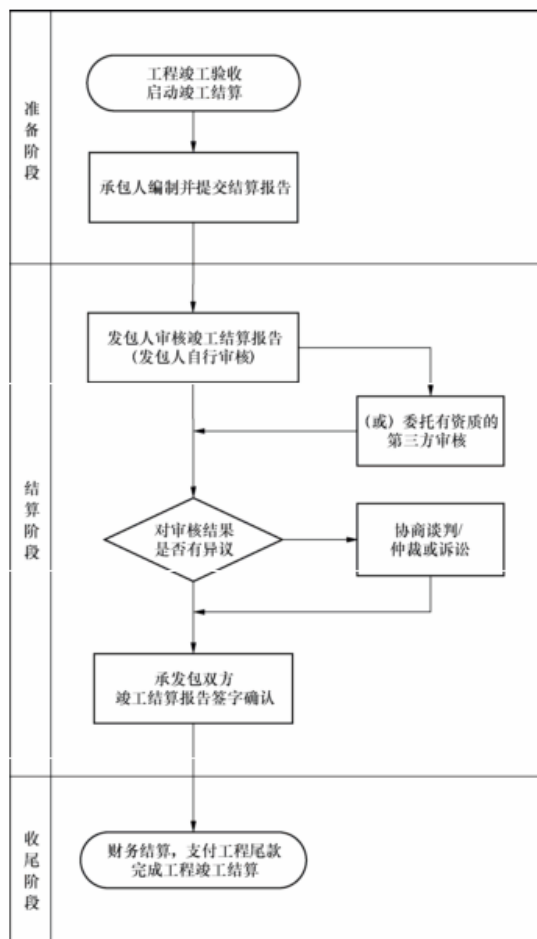 准备阶段
工程竣工验收
启动竣工结算
承包人编制并提交结算报告
结算阶段
发包人审核竣工结算报告
(发包人自行审核)
(或) 委托有资质的
第三方审核
对审核结果
是否有异议
协商谈判/
仲裁或诉讼
承发包双方
竣工结算报告签字确认
收尾阶段
财务结算，支付工程尾款
完成工程竣工结算